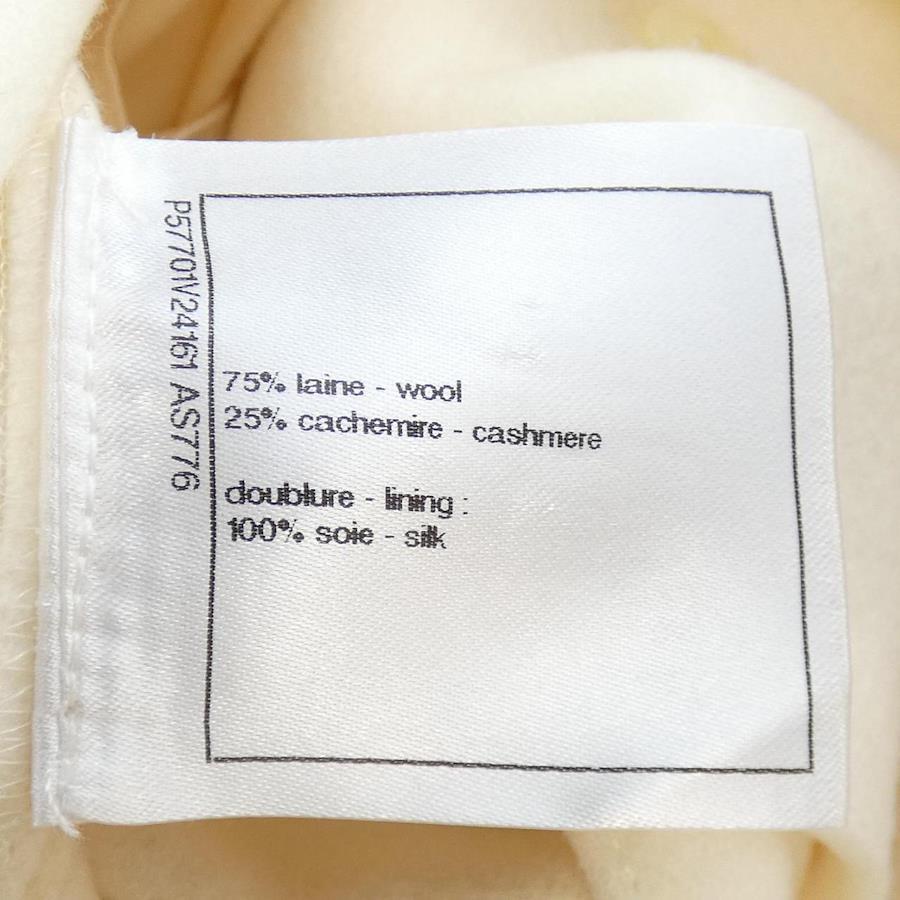 P57701V24161 AS776
75% laine - wool
25% cachemire - cashmere
doublure - lining :
100% soie - silk